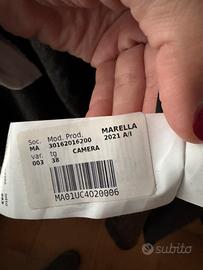 Soc. Mod. Prod. MARELLA
MA 30162016200 2021 A/I
var. tg CAMERA
003 38
MA01UC4020006
subito